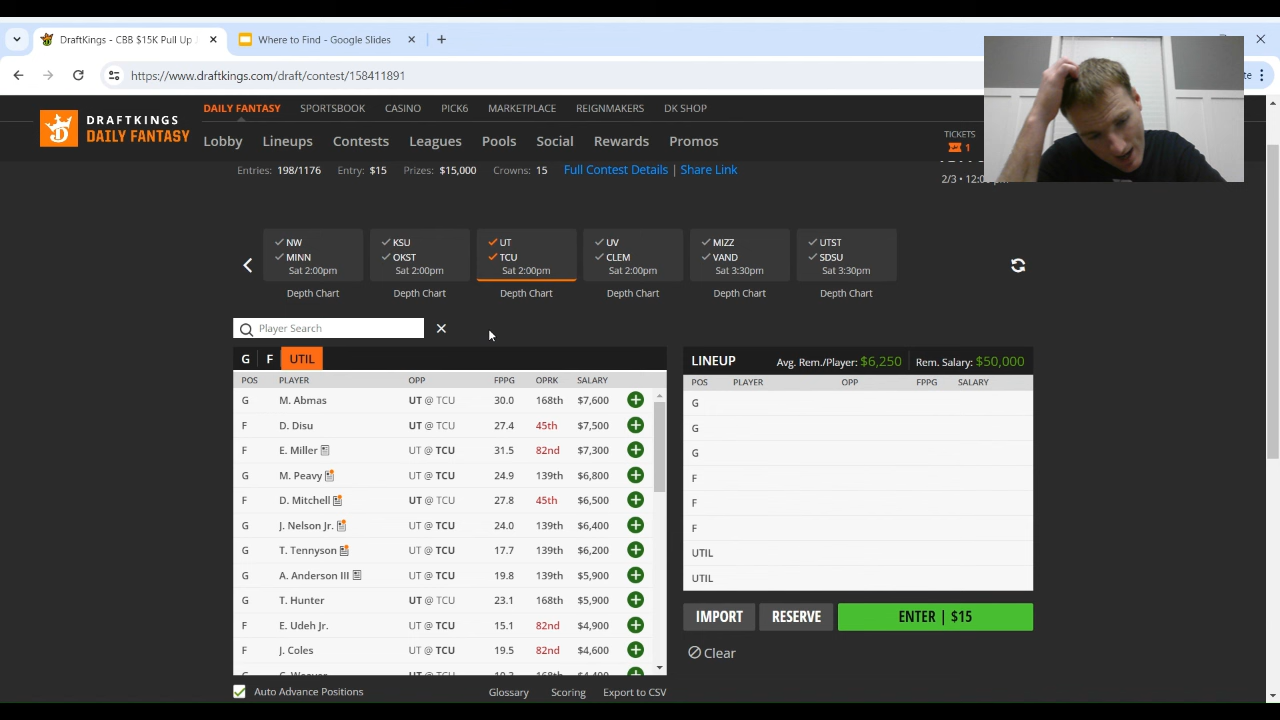 DraftKings - CBB $15K Pull Up
Where to Find - Google Slides
https://www.draftkings.com/draft/contest/158411891
DRAFTKINGS
DAILY FANTASY
DAILY FANTASY SPORTSBOOK CASINO PICK6 MARKETPLACE REIGNMAKERS DK SHOP
Lobby Lineups Contests Leagues Pools Social Rewards Promos
TICKETS
1
Entries: 198/1176 Entry: $15 Prizes: $15,000 Crowns: 15 Full Contest Details | Share Link
NW KSU UT UV MIZZ UTST
MINN OKST TCU CLEM VAND SDSU
Sat 2:00pm Sat 2:00pm Sat 2:00pm Sat 2:00pm Sat 3:30pm Sat 3:30pm
Depth Chart Depth Chart Depth Chart Depth Chart Depth Chart Depth Chart
Player Search
G F UTIL
POS PLAYER OPP FPPG OPRK SALARY
G M. Abmas UT @ TCU 30.0 168th $7,600
F D. Disu UT @ TCU 27.4 45th $7,500
F E. Miller UT @ TCU 31.5 82nd $7,300
G M. Peavy UT @ TCU 24.9 139th $6,800
F D. Mitchell UT @ TCU 27.8 45th $6,500
G J. Nelson Jr. UT @ TCU 24.0 139th $6,400
G T. Tennyson UT @ TCU 17.7 139th $6,200
G A. Anderson III UT @ TCU 19.8 139th $5,900
G T. Hunter UT @ TCU 23.1 168th $5,900
F E. Udeh Jr. UT @ TCU 15.1 82nd $4,900
F J. Coles UT @ TCU 19.5 82nd $4,600
Auto Advance Positions Glossary Scoring Export to CSV
LINEUP Avg. Rem./Player: $6,250 Rem. Salary: $50,000
POS PLAYER OPP FPPG SALARY
G
G
G
F
F
F
UTIL
UTIL
IMPORT RESERVE ENTER | $15
Clear